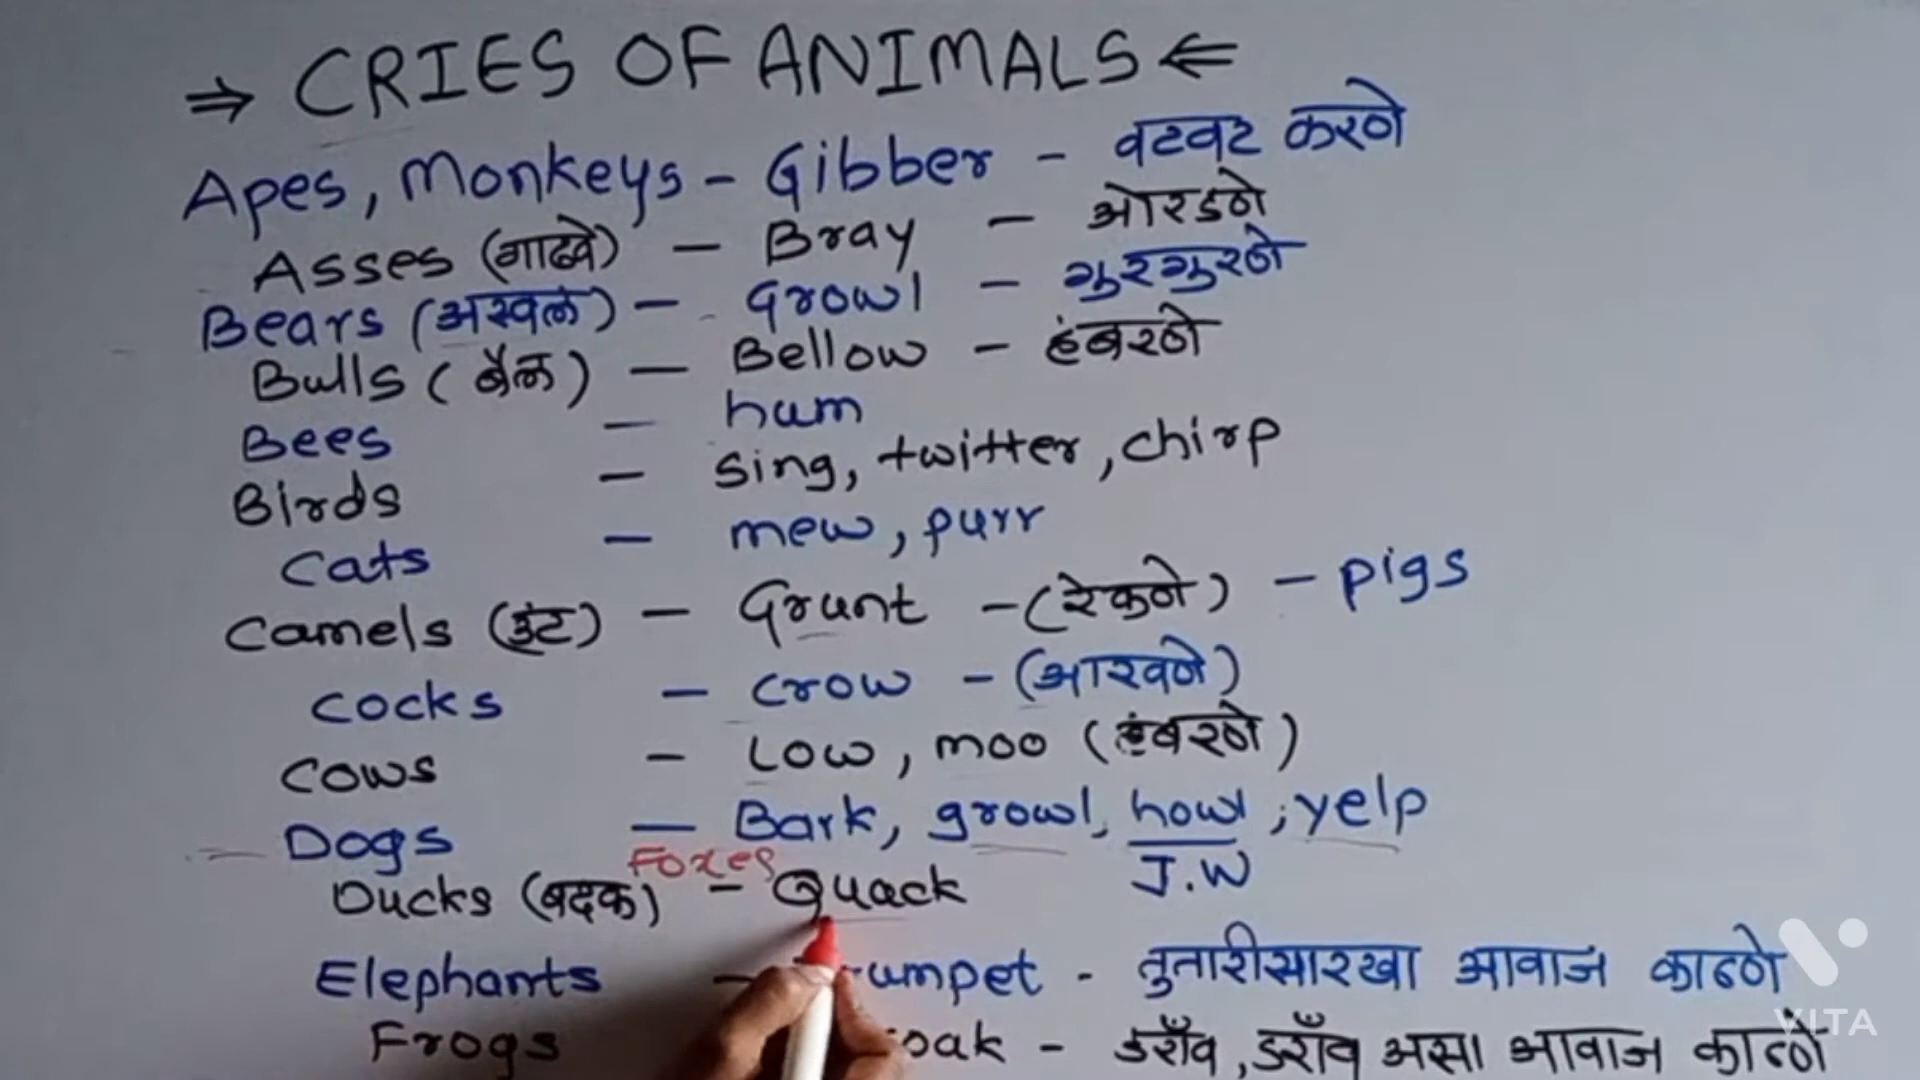 ⇒ CRIES OF ANIMALS ⇐
Apes, Monkeys - Gibber - वटवट करणे
Asses (गाढवे) - Bray - ओरडणे
Bears (अस्वल) - Growl - गुरगुरणे
Bulls (बैल) - Bellow - हंबरणे
Bees - hum
Birds - sing, twitter, chirp
Cats - mew, purr
Camels (उंट) - Grunt - (रेकणे) - pigs
Cocks - crow - (आरवणे)
Cows - Low, moo (हंबरणे)
Dogs - Bark, growl, howl, yelp
Foxes J.W
Ducks (बदक) - Quack
Elephants - umpet - तुतारीसारखा आवाज काढणे
Frogs oak - डराँव, डराँव असा आवाज काढणे
VITA